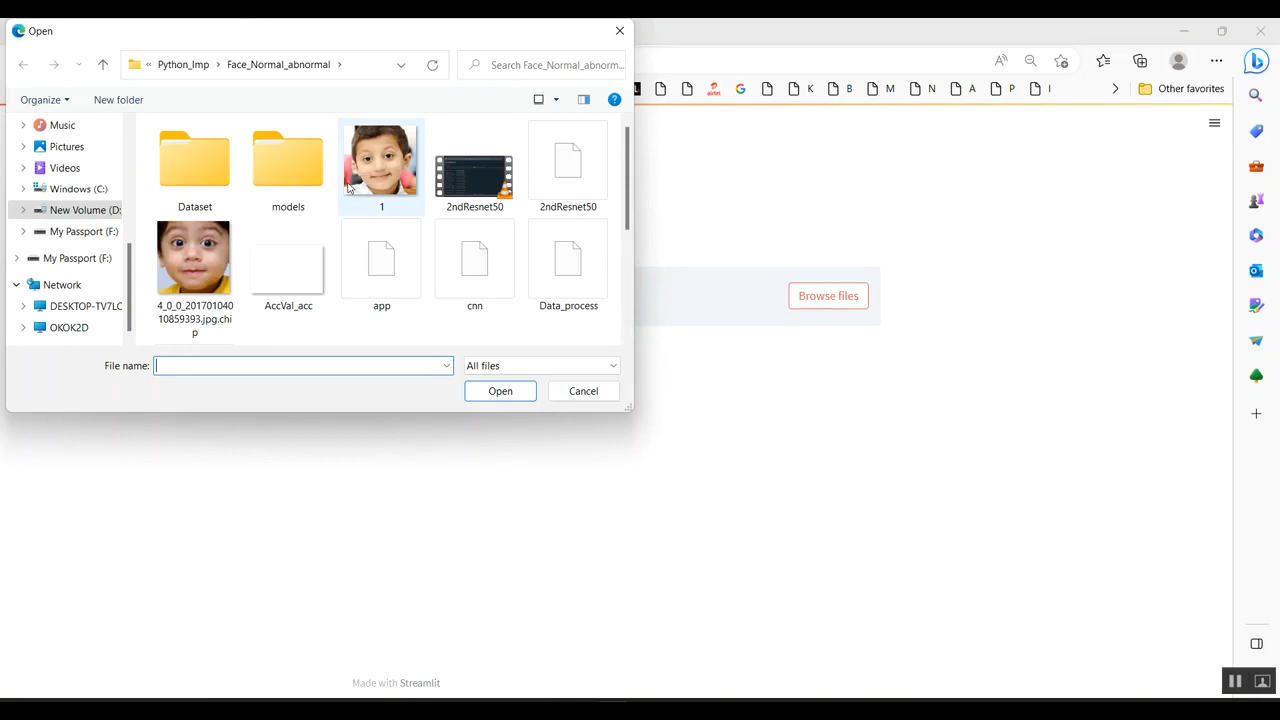 Open
Python_Imp
Face_Normal_abnormal
Search Face_Normal_abnorm...
Organize
New folder
Music
Pictures
Videos
Windows (C:)
New Volume (D:
My Passport (F:)
My Passport (F:)
Network
DESKTOP-TV7LC
OKOK2D
Dataset
models
1
2ndResnet50
2ndResnet50
4_0_0_201701040
10859393.jpg.chi
p
AccVal_acc
app
cnn
Data_process
File name:
All files
Open
Cancel
K
B
M
N
A
P
I
airtel
Other favorites
Browse files
Made with Streamlit